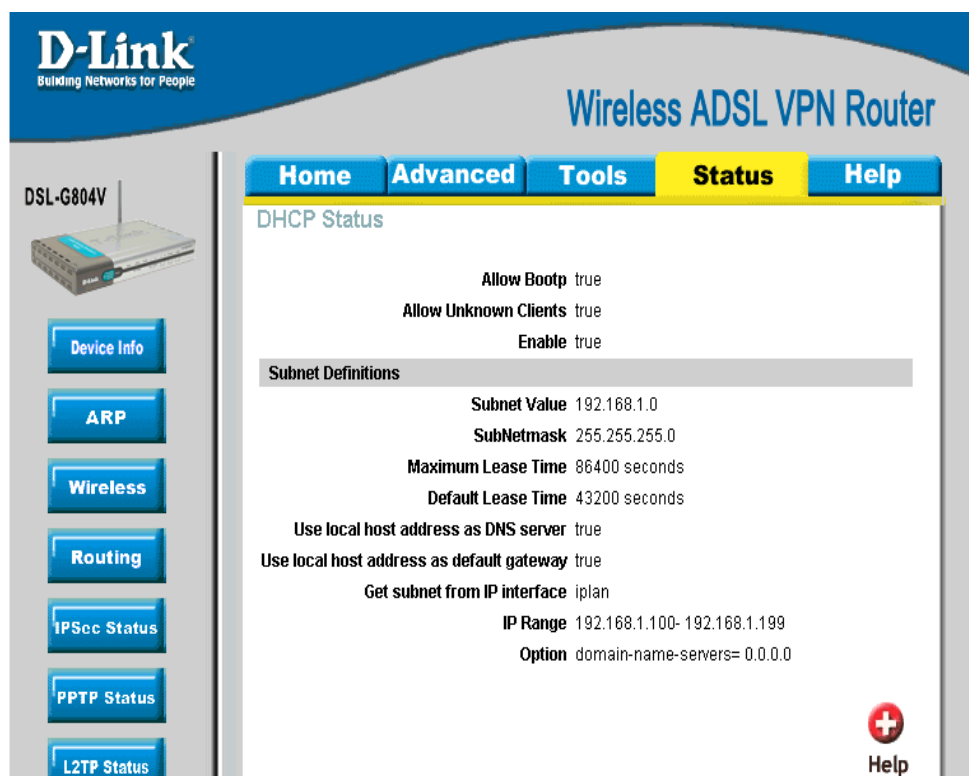 D-Link
Building Networks for People
Wireless ADSL VPN Router
DSL-G804V
Home Advanced Tools Status Help
DHCP Status
Allow Bootp true
Allow Unknown Clients true
Enable true
Subnet Definitions
Subnet Value 192.168.1.0
SubNetmask 255.255.255.0
Maximum Lease Time 86400 seconds
Default Lease Time 43200 seconds
Use local host address as DNS server true
Use local host address as default gateway true
Get subnet from IP interface iplan
IP Range 192.168.1.100- 192.168.1.199
Option domain-name-servers= 0.0.0.0
Device Info
ARP
Wireless
Routing
IPSec Status
PPTP Status
L2TP Status
Help